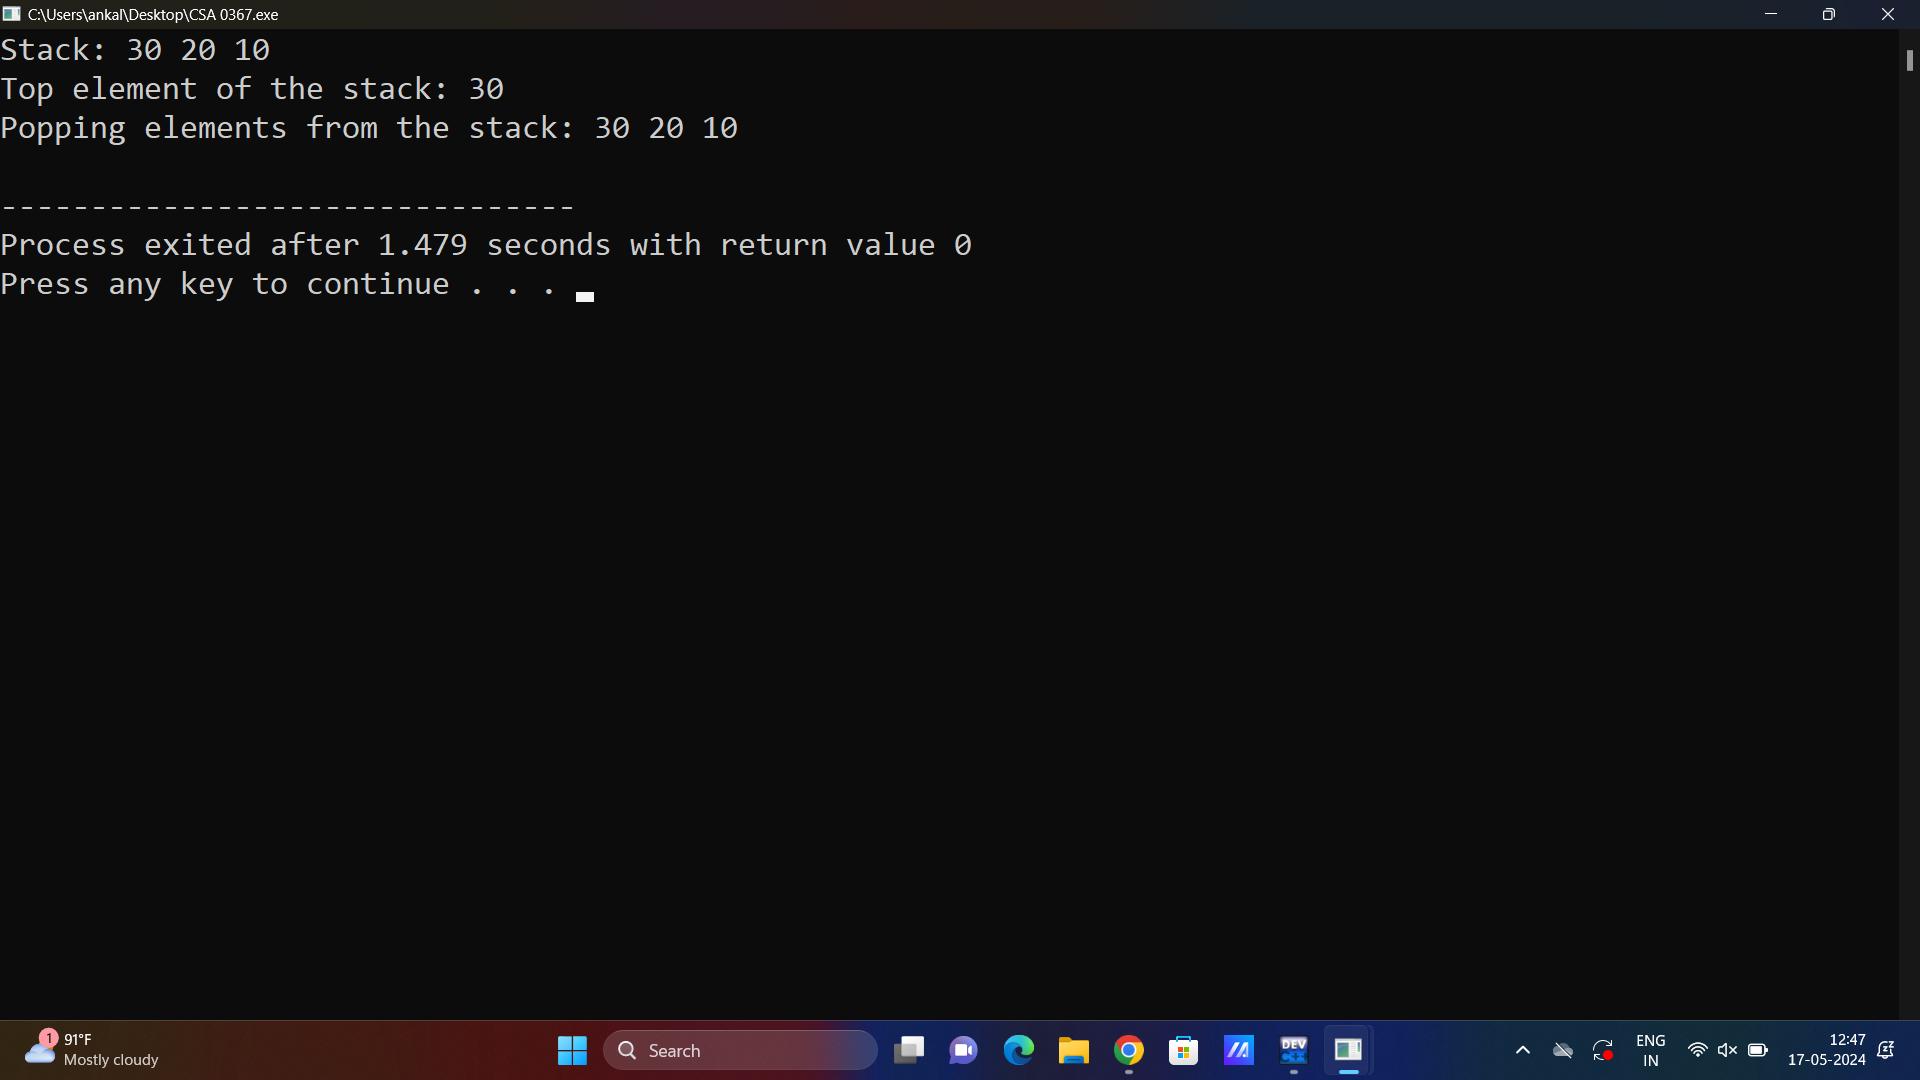 C:\Users\ankal\Desktop\CSA 0367.exe
Stack: 30 20 10
Top element of the stack: 30
Popping elements from the stack: 30 20 10
--------------------------------
Process exited after 1.479 seconds with return value 0
Press any key to continue . . .
1
91°F
Mostly cloudy
Search
DEV
C++
ENG
IN
12:47
17-05-2024